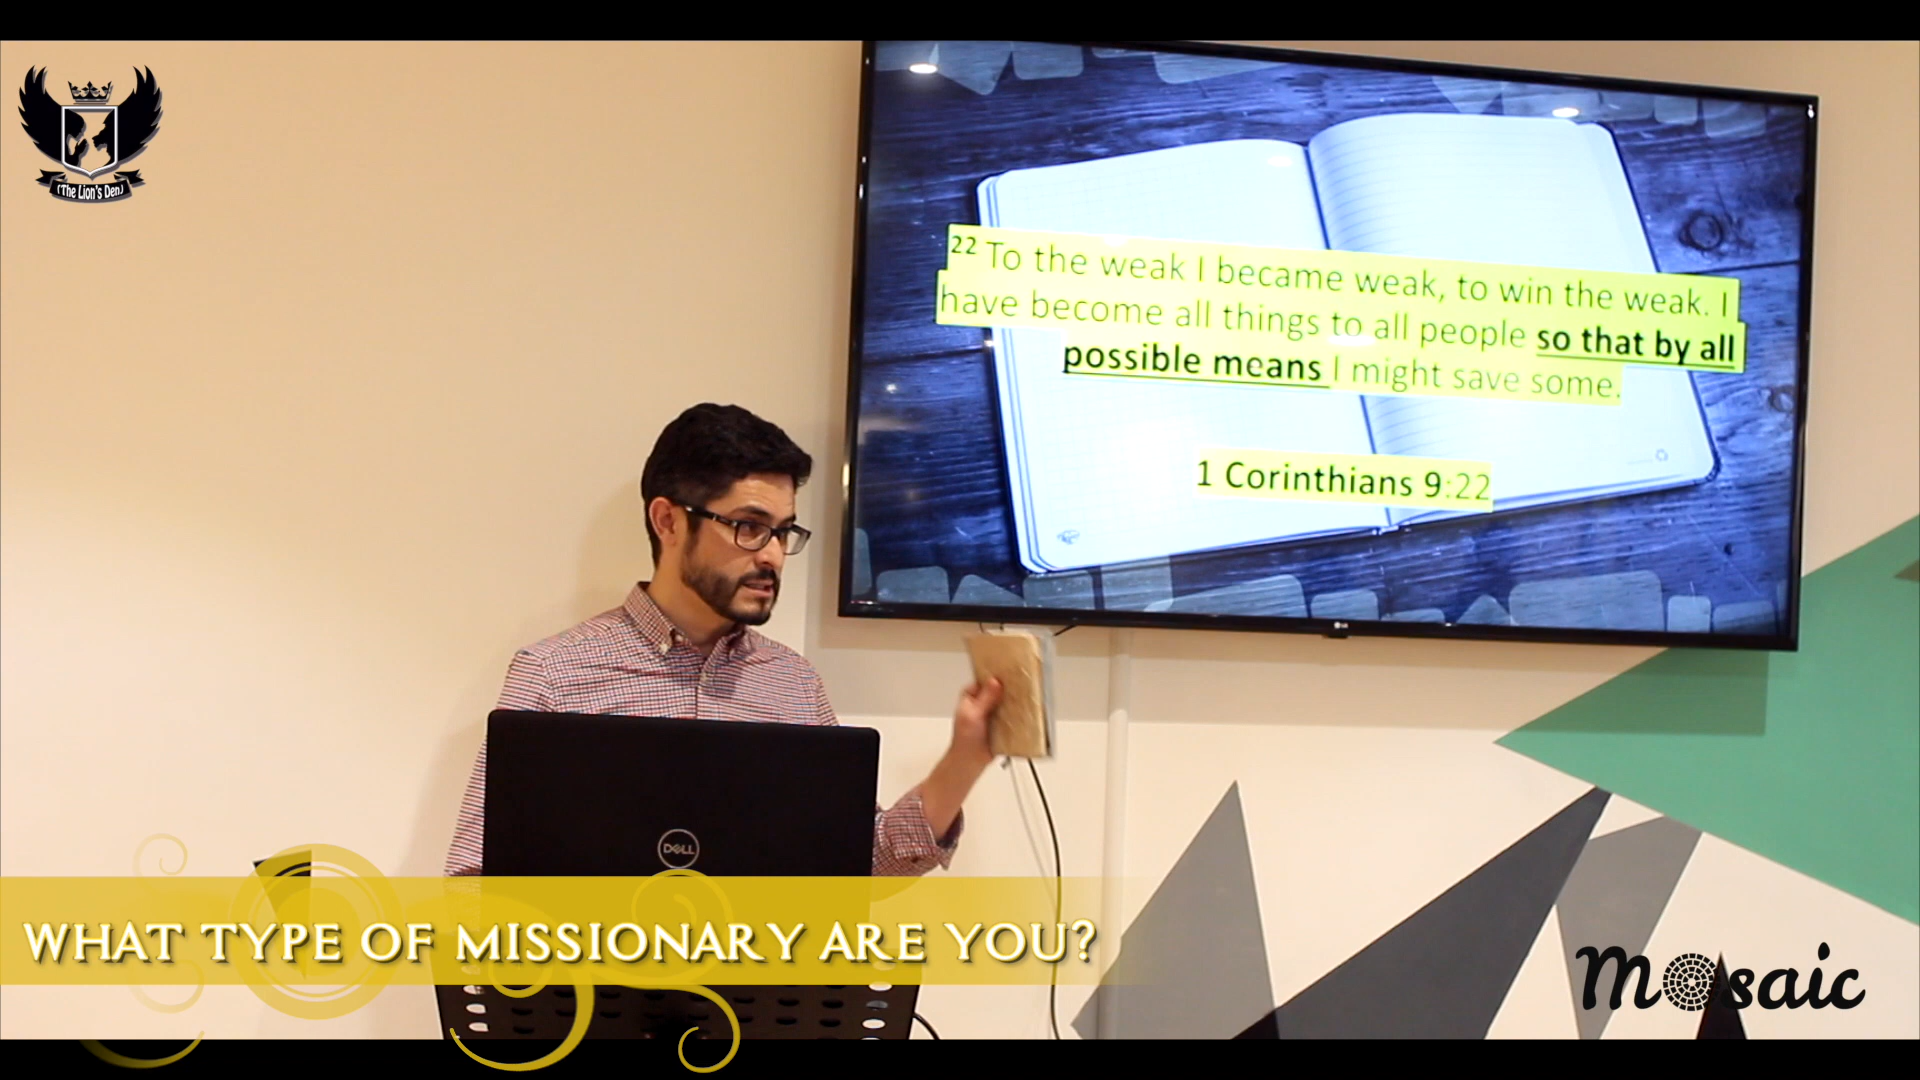 (The Lion's Den)
22 To the weak I became weak, to win the weak. I
have become all things to all people so that by all
possible means I might save some.
1 Corinthians 9:22
LG
DELL
WHAT TYPE OF MISSIONARY ARE YOU?
Mosaic